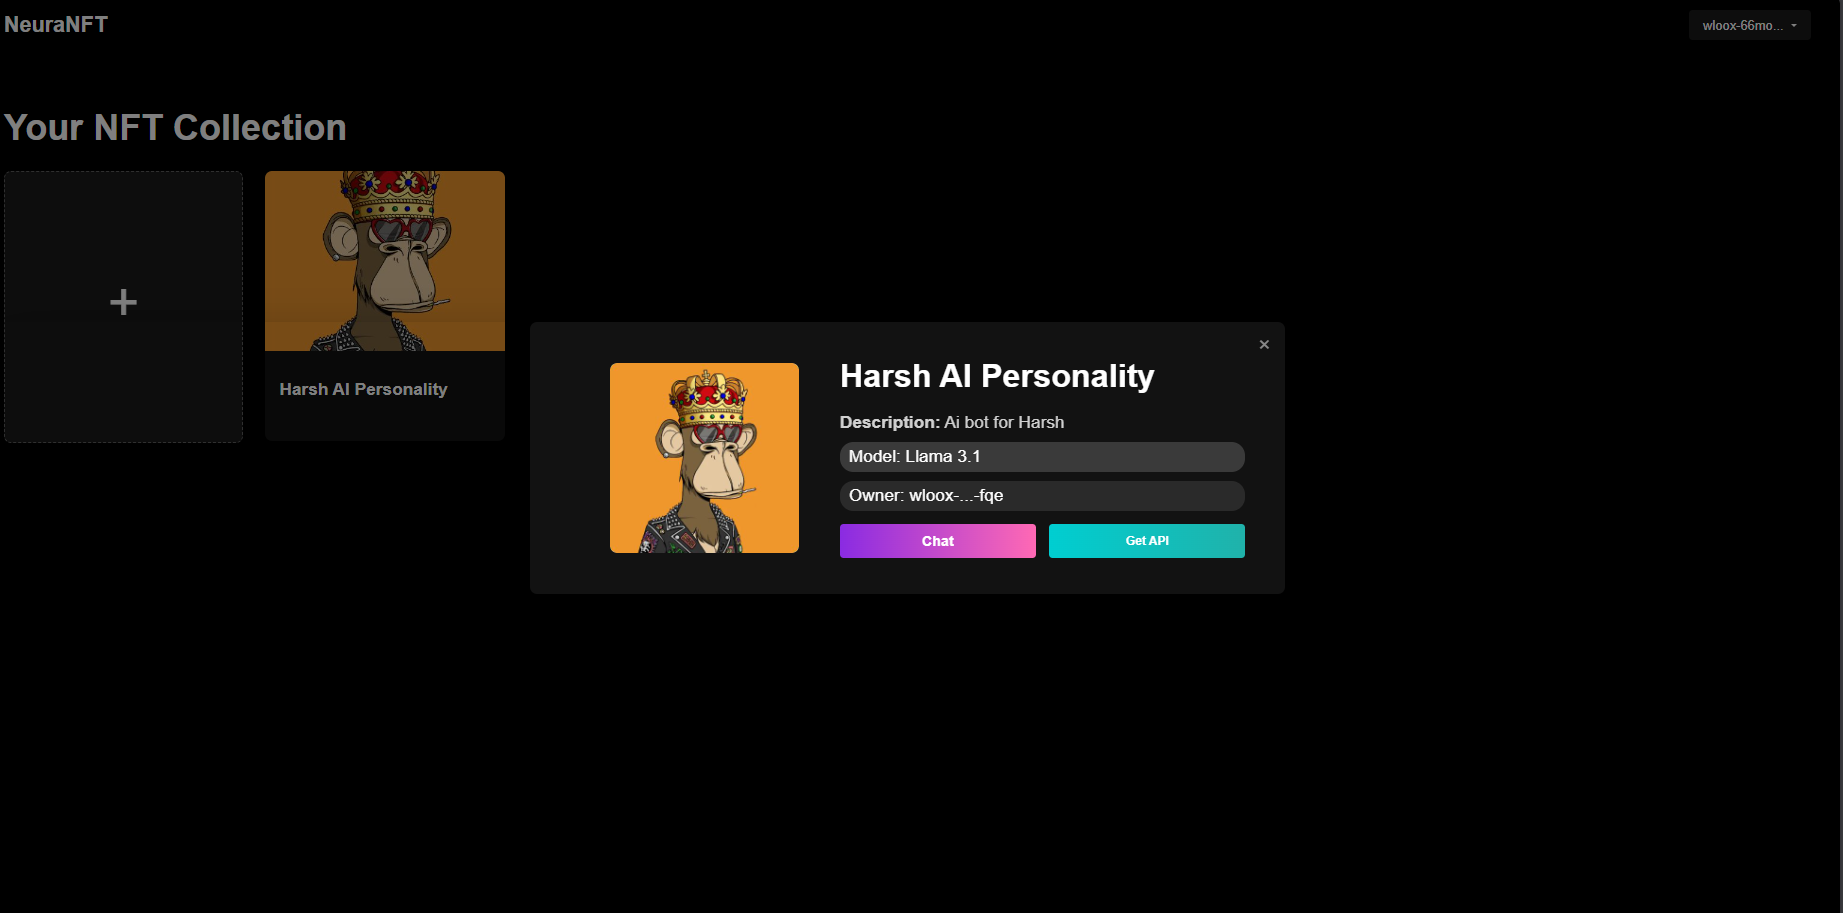 NeuraNFT
wloox-66mo...
Your NFT Collection
+
Harsh AI Personality
×
Harsh AI Personality
Description: Ai bot for Harsh
Model: Llama 3.1
Owner: wloox-...-fqe
Chat
Get API